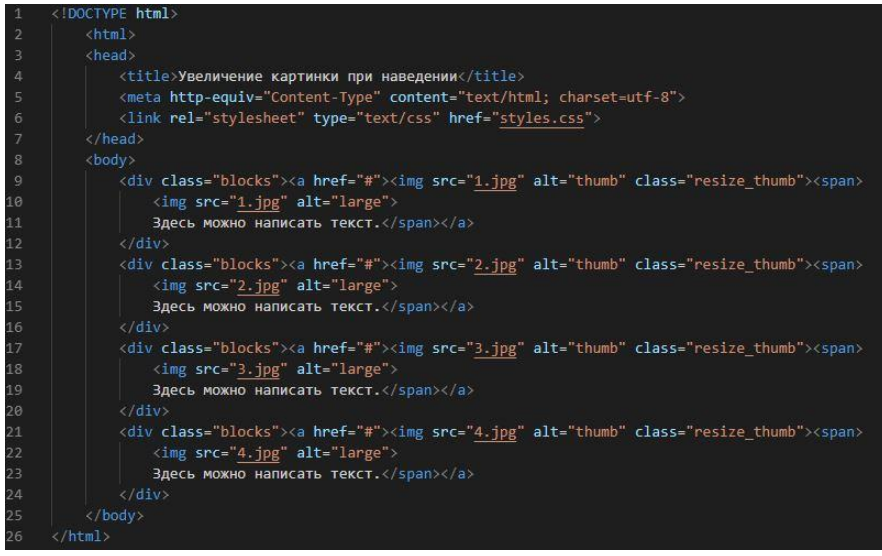 1 <!DOCTYPE html>
2 <html>
3 <head>
4 <title>Увеличение картинки при наведении</title>
5 <meta http-equiv="Content-Type" content="text/html; charset=utf-8">
6 <link rel="stylesheet" type="text/css" href="styles.css">
7 </head>
8 <body>
9 <div class="blocks"><a href="#"><img src="1.jpg" alt="thumb" class="resize_thumb"><span>
10 <img src="1.jpg" alt="large">
11 Здесь можно написать текст.</span></a>
12 </div>
13 <div class="blocks"><a href="#"><img src="2.jpg" alt="thumb" class="resize_thumb"><span>
14 <img src="2.jpg" alt="large">
15 Здесь можно написать текст.</span></a>
16 </div>
17 <div class="blocks"><a href="#"><img src="3.jpg" alt="thumb" class="resize_thumb"><span>
18 <img src="3.jpg" alt="large">
19 Здесь можно написать текст.</span></a>
20 </div>
21 <div class="blocks"><a href="#"><img src="4.jpg" alt="thumb" class="resize_thumb"><span>
22 <img src="4.jpg" alt="large">
23 Здесь можно написать текст.</span></a>
24 </div>
25 </body>
26 </html>